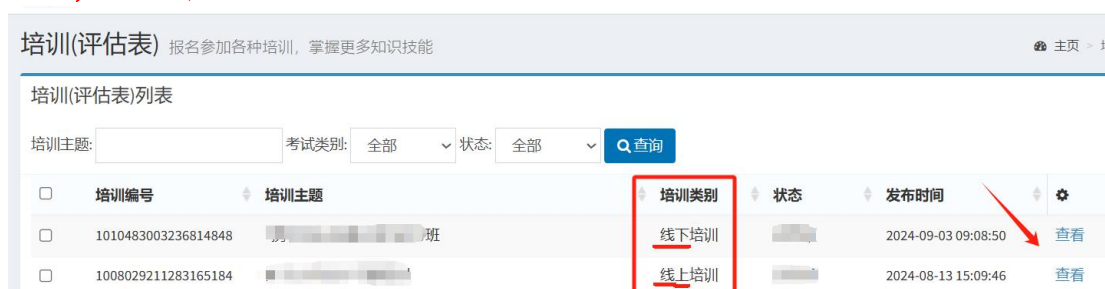 培训(评估表) 报名参加各种培训，掌握更多知识技能 主页 >
培训(评估表)列表
培训主题: 考试类别: 全部 状态: 全部 查询
培训编号 培训主题 培训类别 状态 发布时间
1010483003236814848 班 线下培训 2024-09-03 09:08:50 查看
1008029211283165184 线上培训 2024-08-13 15:09:46 查看